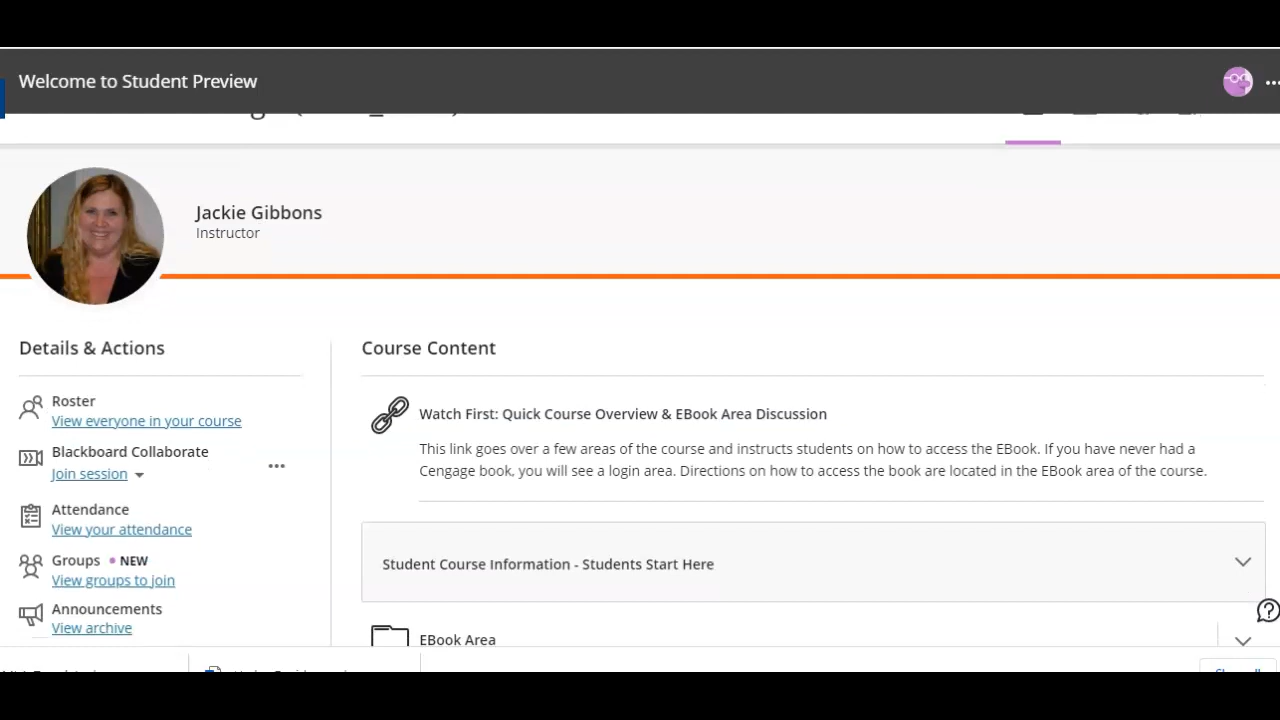 Welcome to Student Preview
Jackie Gibbons
Instructor
Details & Actions
Roster
View everyone in your course
Blackboard Collaborate
Join session
Attendance
View your attendance
Groups • NEW
View groups to join
Announcements
View archive
Course Content
Watch First: Quick Course Overview & EBook Area Discussion
This link goes over a few areas of the course and instructs students on how to access the EBook. If you have never had a
Cengage book, you will see a login area. Directions on how to access the book are located in the EBook area of the course.
Student Course Information - Students Start Here
EBook Area